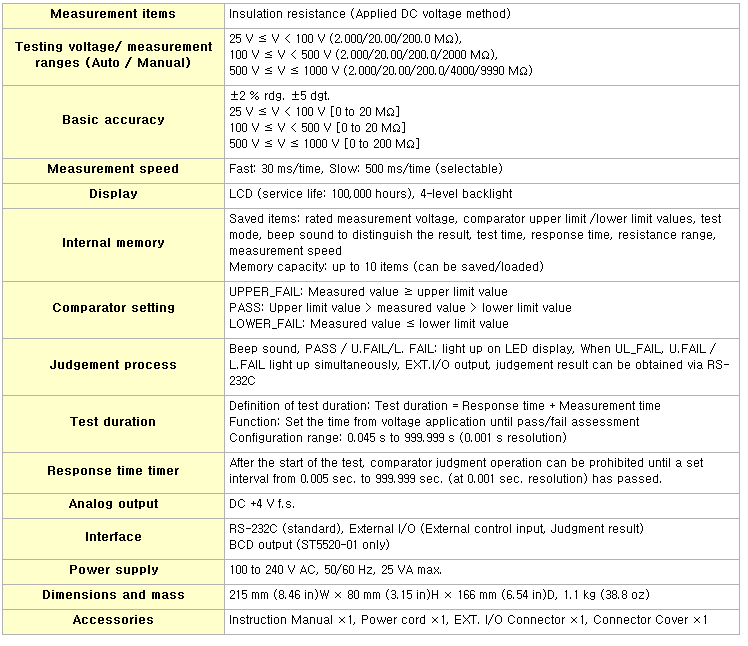 Measurement items
Insulation resistance (Applied DC voltage method)
Testing voltage/ measurement
ranges (Auto / Manual)
25 V ≤ V < 100 V (2.000/20.00/200.0 MΩ),
100 V ≤ V < 500 V (2.000/20.00/200.0/2000 MΩ),
500 V ≤ V ≤ 1000 V (2.000/20.00/200.0/4000/9990 MΩ)
Basic accuracy
±2 % rdg. ±5 dgt.
25 V ≤ V < 100 V [0 to 20 MΩ]
100 V ≤ V < 500 V [0 to 20 MΩ]
500 V ≤ V ≤ 1000 V [0 to 200 MΩ]
Measurement speed
Fast: 30 ms/time, Slow: 500 ms/time (selectable)
Display
LCD (service life: 100,000 hours), 4-level backlight
Internal memory
Saved items: rated measurement voltage, comparator upper limit /lower limit values, test
mode, beep sound to distinguish the result, test time, response time, resistance range,
measurement speed
Memory capacity: up to 10 items (can be saved/loaded)
Comparator setting
UPPER_FAIL: Measured value ≥ upper limit value
PASS: Upper limit value > measured value > lower limit value
LOWER_FAIL: Measured value ≤ lower limit value
Judgement process
Beep sound, PASS / U.FAIL/L. FAIL: light up on LED display, When UL_FAIL, U.FAIL /
L.FAIL light up simultaneously, EXT.I/O output, judgement result can be obtained via RS-
232C
Test duration
Definition of test duration: Test duration = Response time + Measurement time
Function: Set the time from voltage application until pass/fail assessment
Configuration range: 0.045 s to 999.999 s (0.001 s resolution)
Response time timer
After the start of the test, comparator judgment operation can be prohibited until a set
interval from 0.005 sec. to 999.999 sec. (at 0.001 sec. resolution) has passed.
Analog output
DC +4 V f.s.
Interface
RS-232C (standard), External I/O (External control input, Judgment result)
BCD output (ST5520-01 only)
Power supply
100 to 240 V AC, 50/60 Hz, 25 VA max.
Dimensions and mass
215 mm (8.46 in)W × 80 mm (3.15 in)H × 166 mm (6.54 in)D, 1.1 kg (38.8 oz)
Accessories
Instruction Manual ×1, Power cord ×1, EXT. I/O Connector ×1, Connector Cover ×1